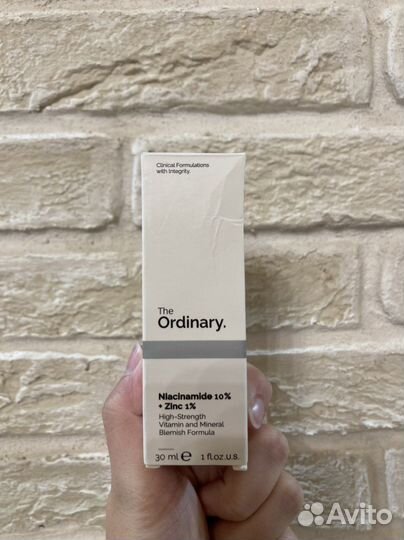 Clinical Formulations
with Integrity.
The
Ordinary.
Niacinamide 10%
+ Zinc 1%
High-Strength
Vitamin and Mineral
Blemish Formula
30 ml ℮ 1 fl.oz.u.s.
Avito